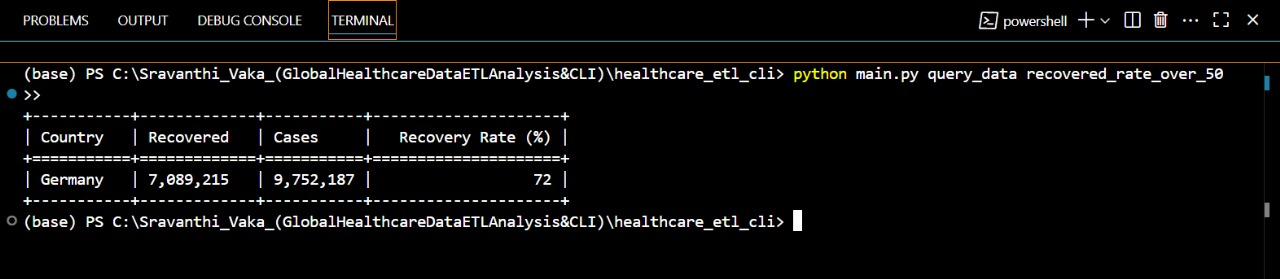 PROBLEMS OUTPUT DEBUG CONSOLE TERMINAL powershell
(base) PS C:\Sravanthi_Vaka_(GlobalHealthcareDataETLAnalysis&CLI)\healthcare_etl_cli> python main.py query_data recovered_rate_over_50
>>
+-----------+-------------+-----------+---------------------+
| Country   | Recovered   | Cases     |   Recovery Rate (%) |
+===========+=============+===========+=====================+
| Germany   | 7,089,215   | 9,752,187 |                  72 |
+-----------+-------------+-----------+---------------------+
(base) PS C:\Sravanthi_Vaka_(GlobalHealthcareDataETLAnalysis&CLI)\healthcare_etl_cli>